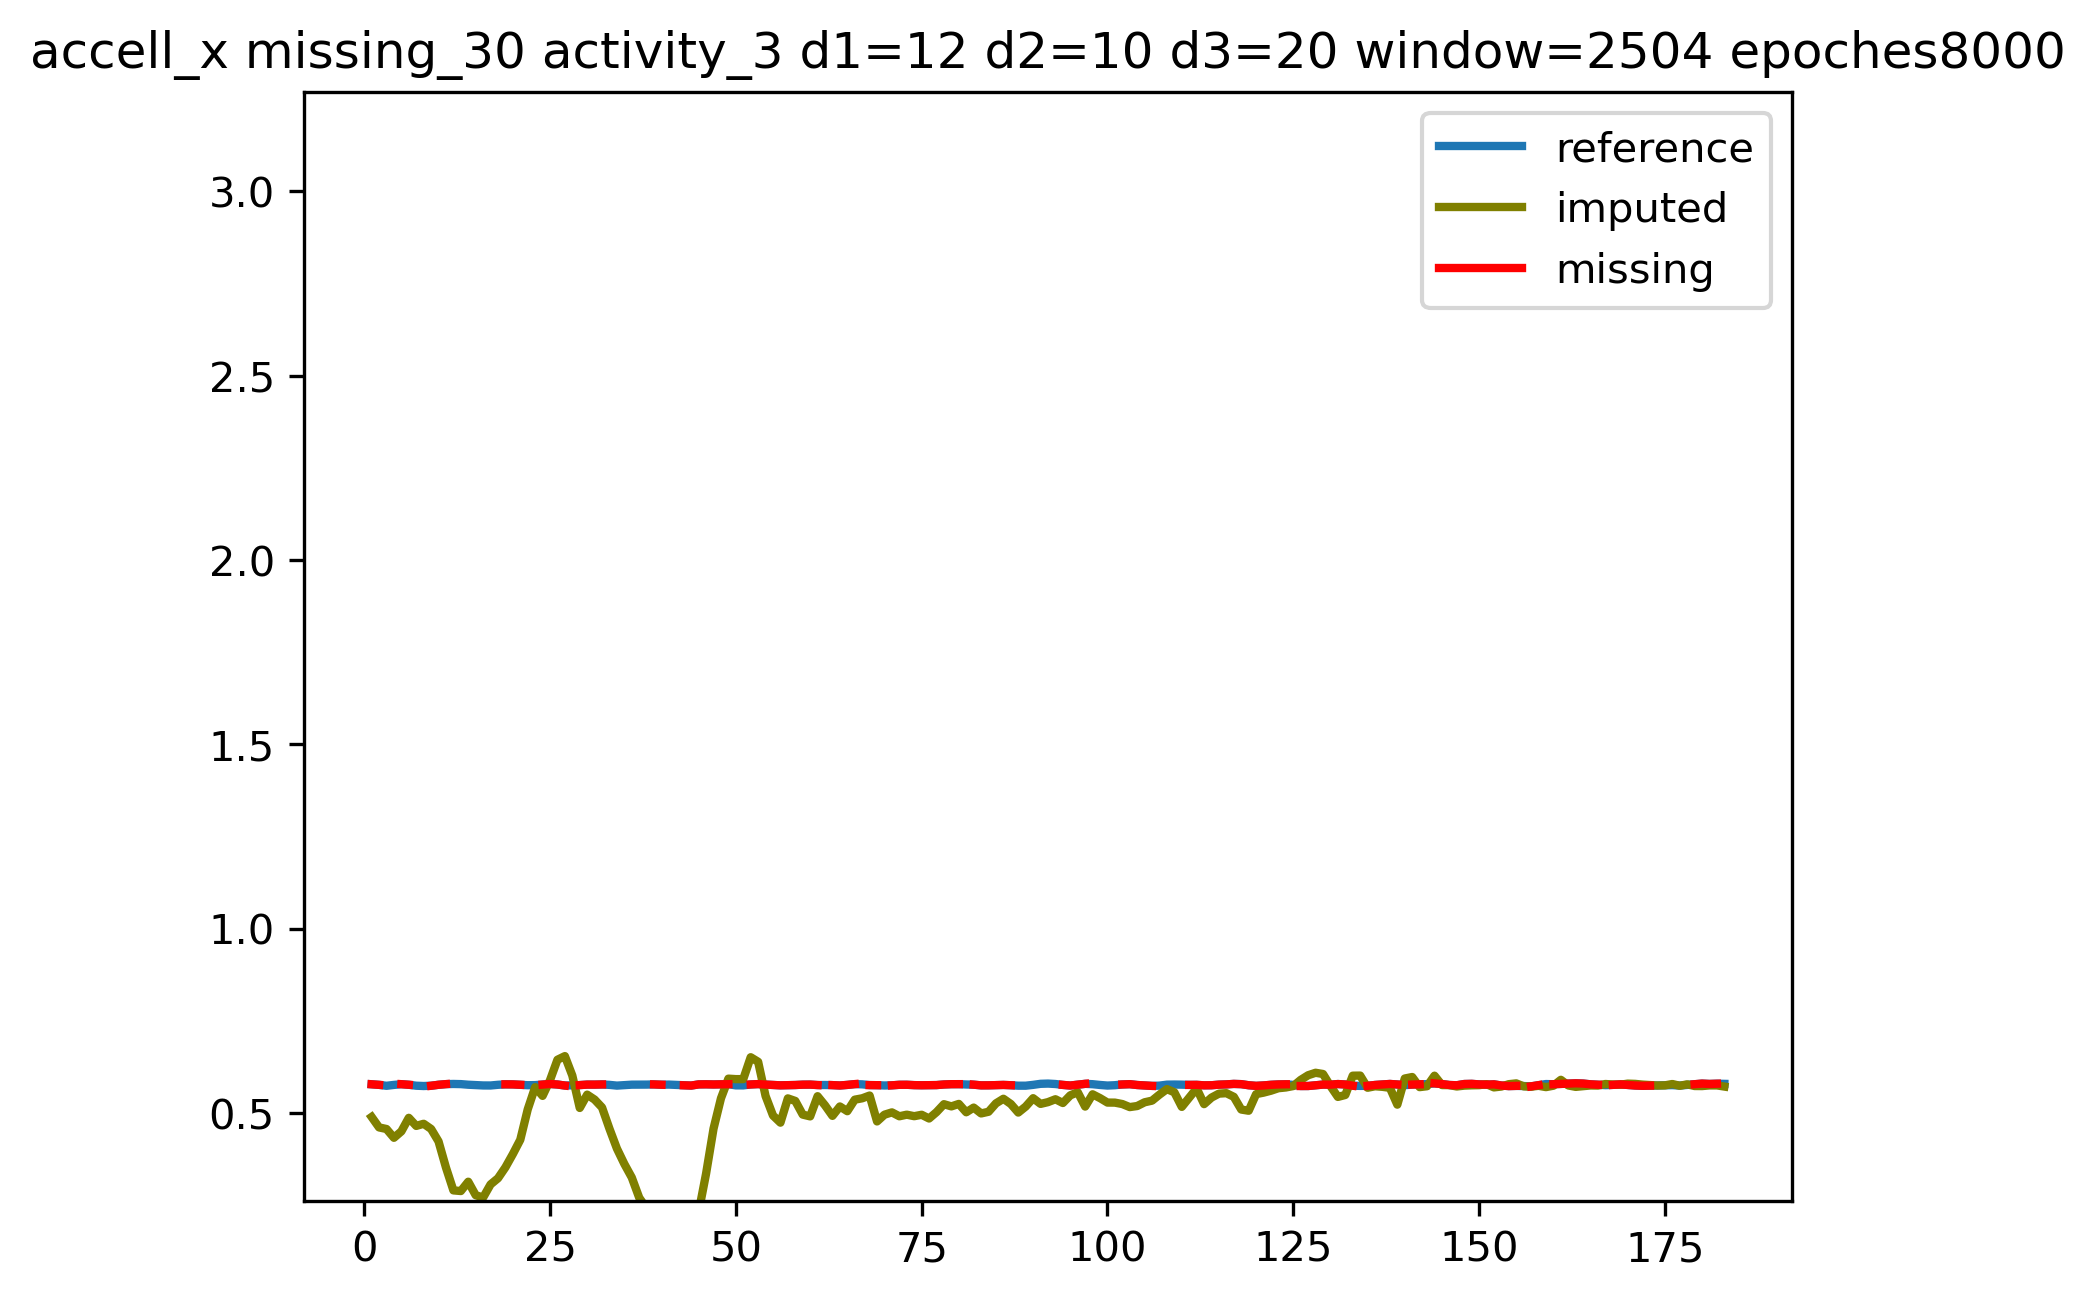 accell_x missing_30 activity_3 d1=12 d2=10 d3=20 window=2504 epoches8000
reference
imputed
missing
3.0
2.5
2.0
1.5
1.0
0.5
0 25 50 75 100 125 150 175